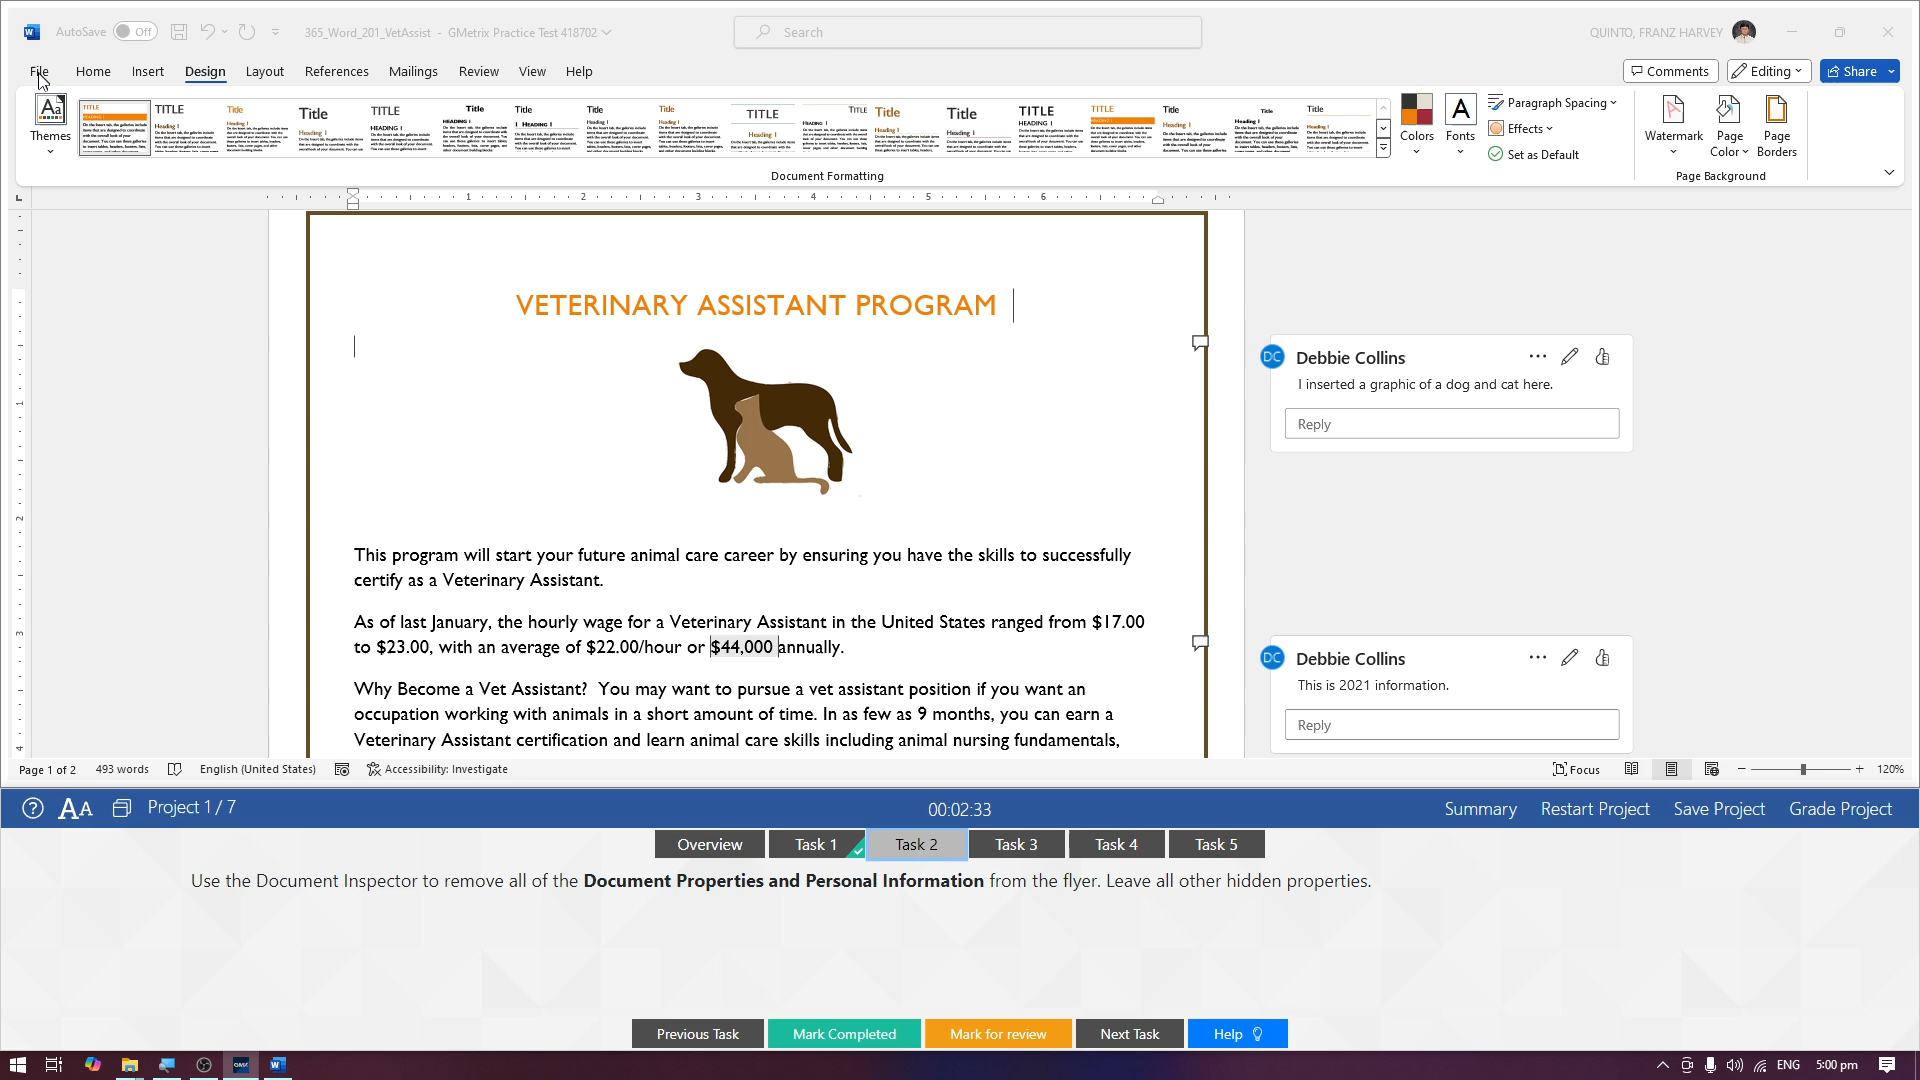 AutoSave Off 365_Word_201_VetAssist - GMetrix Practice Test 418702 Search QUINTO, FRANZ HARVEY
File Home Insert Design Layout References Mailings Review View Help Comments Editing Share
Themes
Colors
Fonts
Paragraph Spacing
Effects
Set as Default
Watermark
Page Color
Page Borders
Document Formatting
Page Background
VETERINARY ASSISTANT PROGRAM
DC Debbie Collins
I inserted a graphic of a dog and cat here.
Reply
This program will start your future animal care career by ensuring you have the skills to successfully
certify as a Veterinary Assistant.
As of last January, the hourly wage for a Veterinary Assistant in the United States ranged from $17.00
to $23.00, with an average of $22.00/hour or $44,000 annually.
DC Debbie Collins
This is 2021 information.
Reply
Why Become a Vet Assistant? You may want to pursue a vet assistant position if you want an
occupation working with animals in a short amount of time. In as few as 9 months, you can earn a
Veterinary Assistant certification and learn animal care skills including animal nursing fundamentals,
Page 1 of 2 493 words English (United States) Accessibility: Investigate Focus 120%
Project 1 / 7 00:02:33 Summary Restart Project Save Project Grade Project
Overview Task 1 Task 2 Task 3 Task 4 Task 5
Use the Document Inspector to remove all of the Document Properties and Personal Information from the flyer. Leave all other hidden properties.
Previous Task Mark Completed Mark for review Next Task Help
ENG 5:00 pm